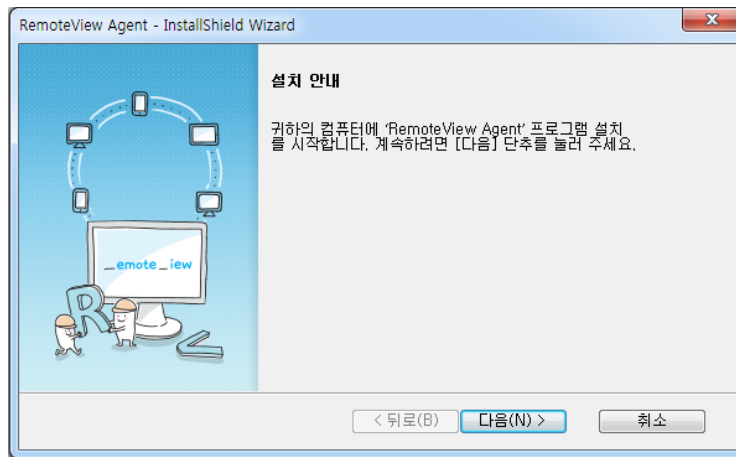 RemoteView Agent - InstallShield Wizard
설치 안내
귀하의 컴퓨터에 'RemoteView Agent' 프로그램 설치
를 시작합니다. 계속하려면 [다음] 단추를 눌러 주세요.
_emote_iew
R
V
< 뒤로(B)
다음(N) >
취소